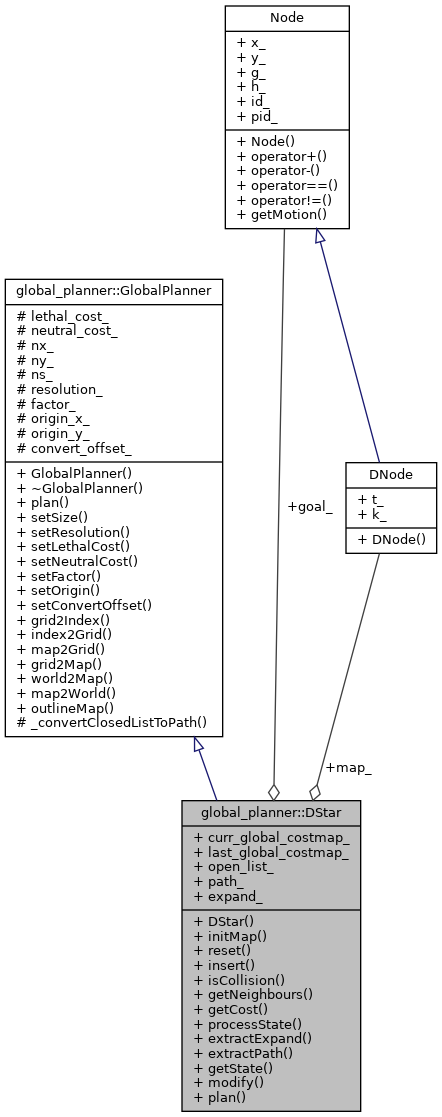 Node
+ x_
+ y_
+ g_
+ h_
+ id_
+ pid_
+ Node()
+ operator+()
+ operator-()
+ operator==()
+ operator!=()
+ getMotion()
global_planner::GlobalPlanner
# lethal_cost_
# neutral_cost_
# nx_
# ny_
# ns_
# resolution_
# factor_
# origin_x_
# origin_y_
# convert_offset_
+ GlobalPlanner()
+ ~GlobalPlanner()
+ plan()
+ setSize()
+ setResolution()
+ setLethalCost()
+ setNeutralCost()
+ setFactor()
+ setOrigin()
+ setConvertOffset()
+ grid2Index()
+ index2Grid()
+ map2Grid()
+ grid2Map()
+ world2Map()
+ map2World()
+ outlineMap()
# _convertClosedListToPath()
+goal_
DNode
+ t_
+ k_
+ DNode()
+map_
global_planner::DStar
+ curr_global_costmap_
+ last_global_costmap_
+ open_list_
+ path_
+ expand_
+ DStar()
+ initMap()
+ reset()
+ insert()
+ isCollision()
+ getNeighbours()
+ getCost()
+ processState()
+ extractExpand()
+ extractPath()
+ getState()
+ modify()
+ plan()